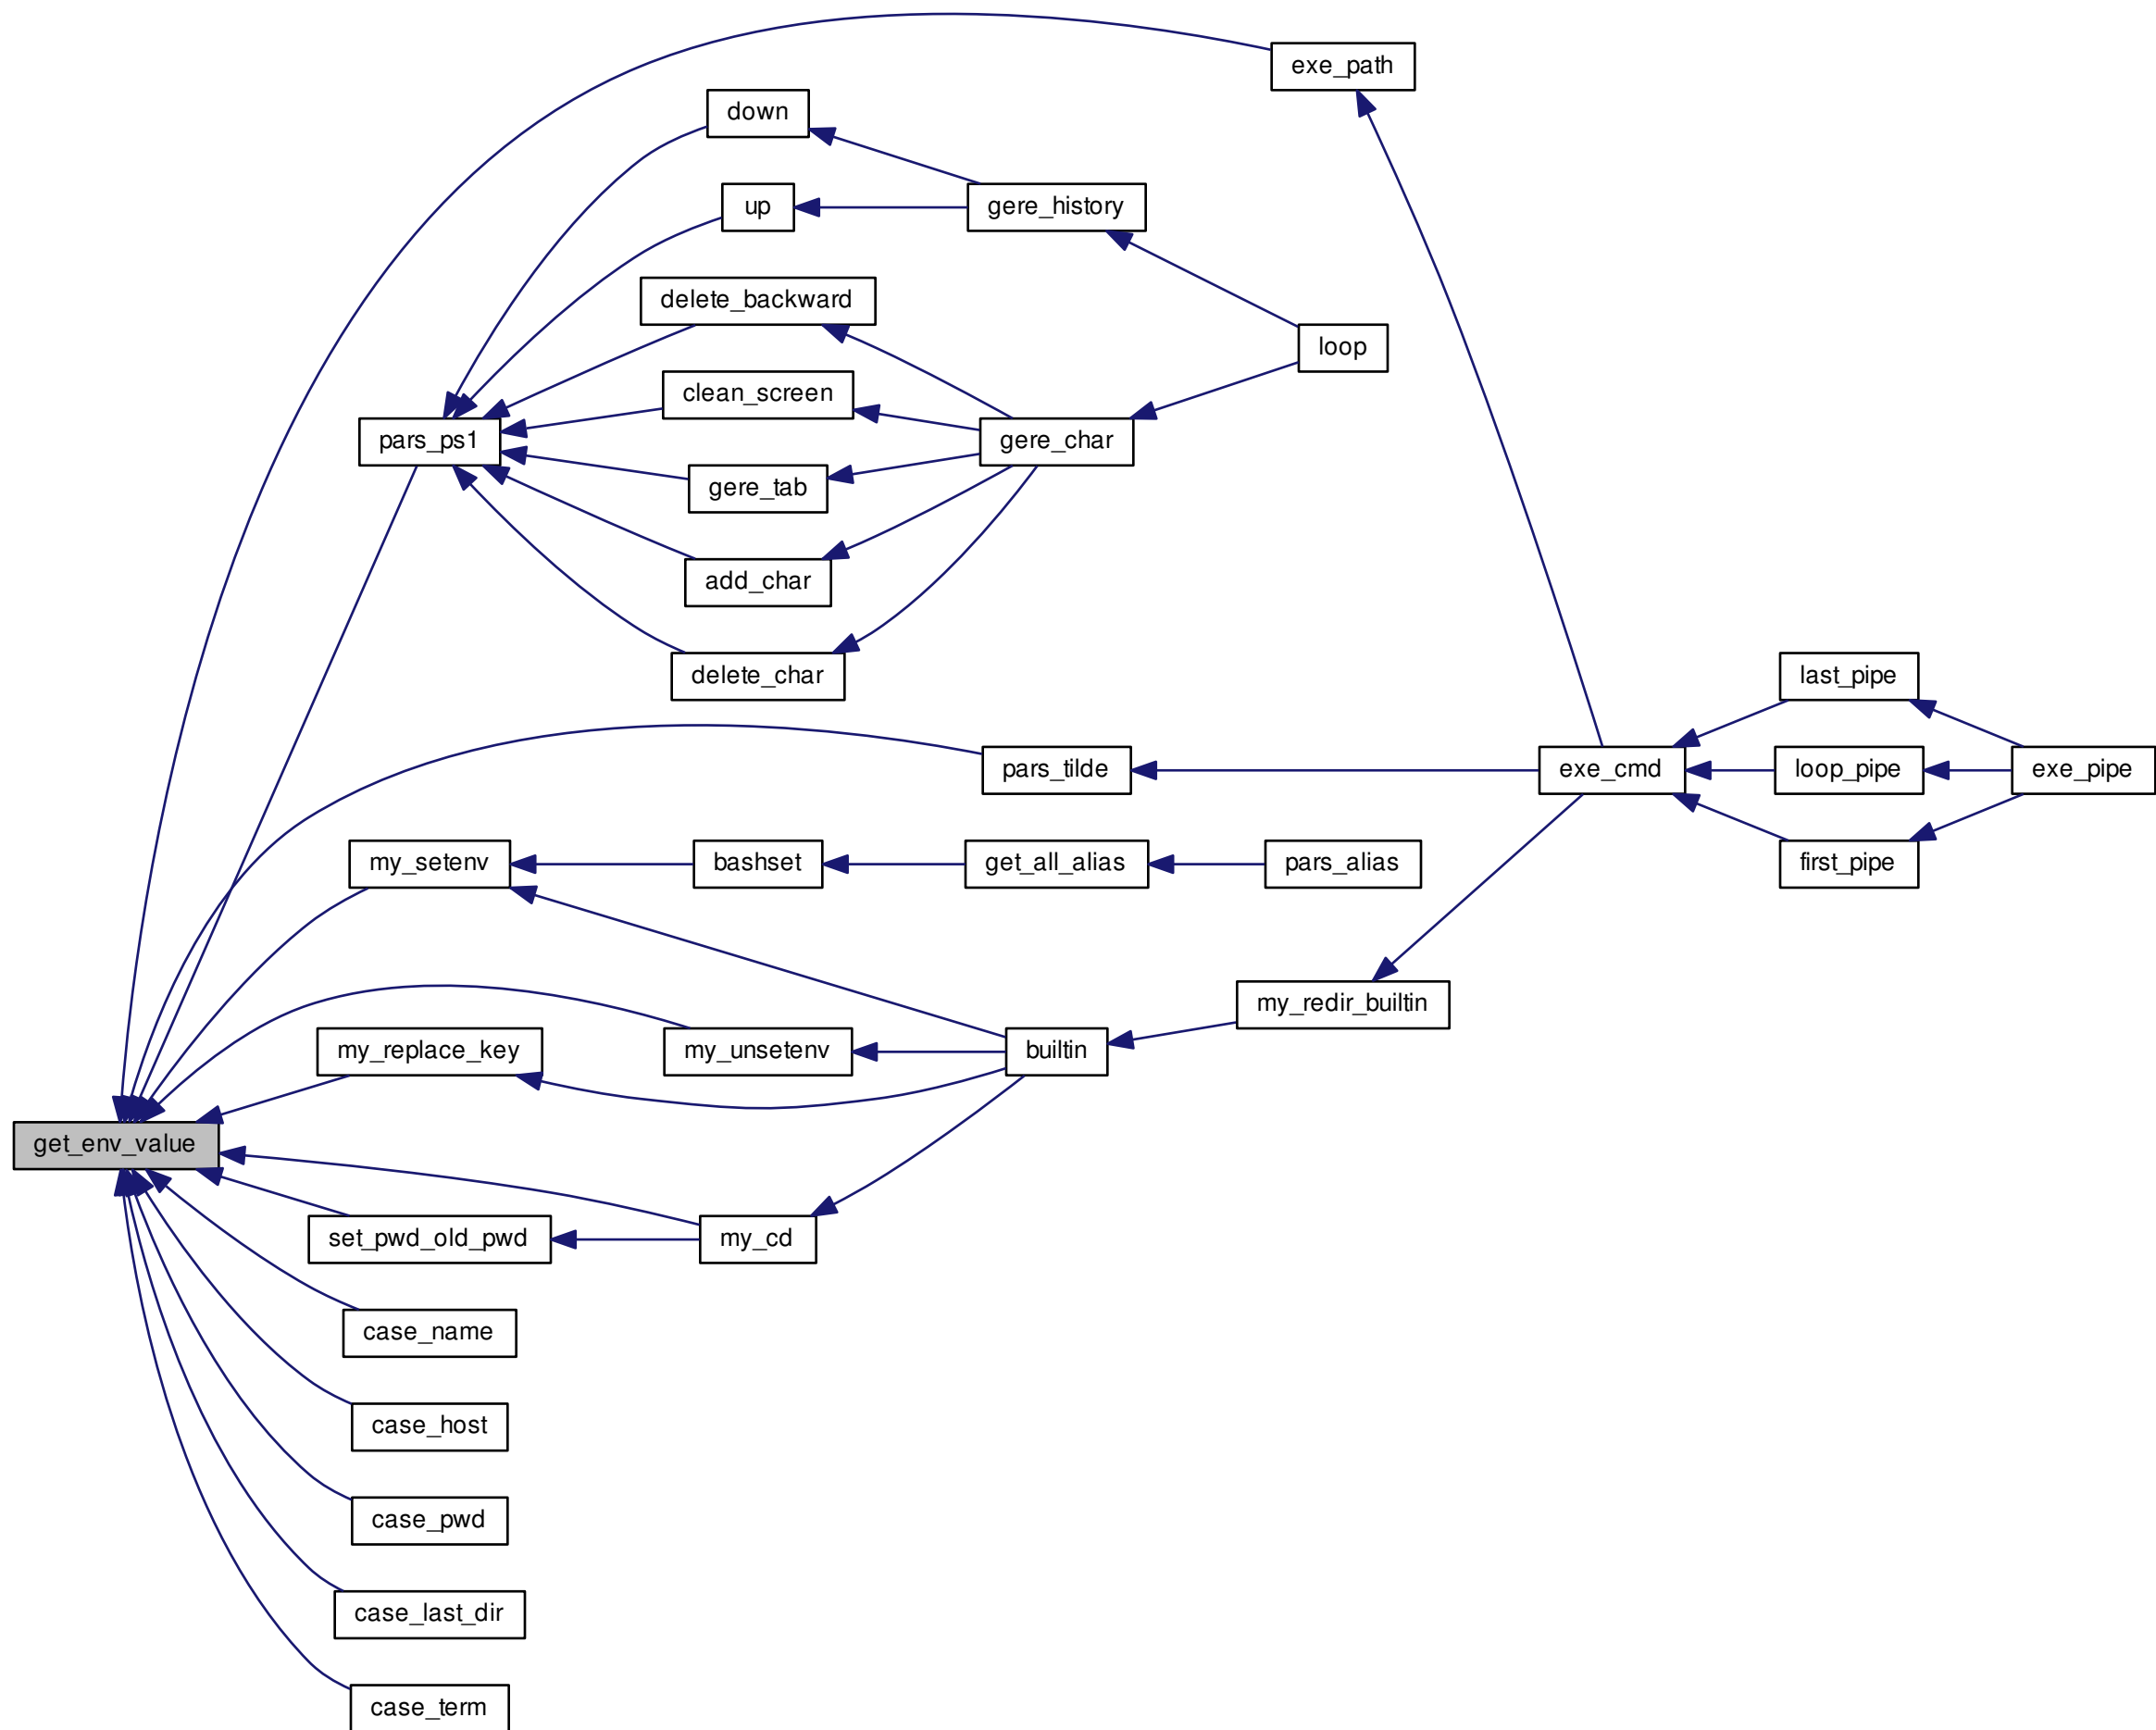 exe_path
down
up
gere_history
delete_backward
loop
clean_screen
pars_ps1
gere_char
gere_tab
add_char
delete_char
last_pipe
pars_tilde
exe_cmd
loop_pipe
exe_pipe
my_setenv
bashset
get_all_alias
pars_alias
first_pipe
my_redir_builtin
my_replace_key
my_unsetenv
builtin
get_env_value
set_pwd_old_pwd
my_cd
case_name
case_host
case_pwd
case_last_dir
case_term